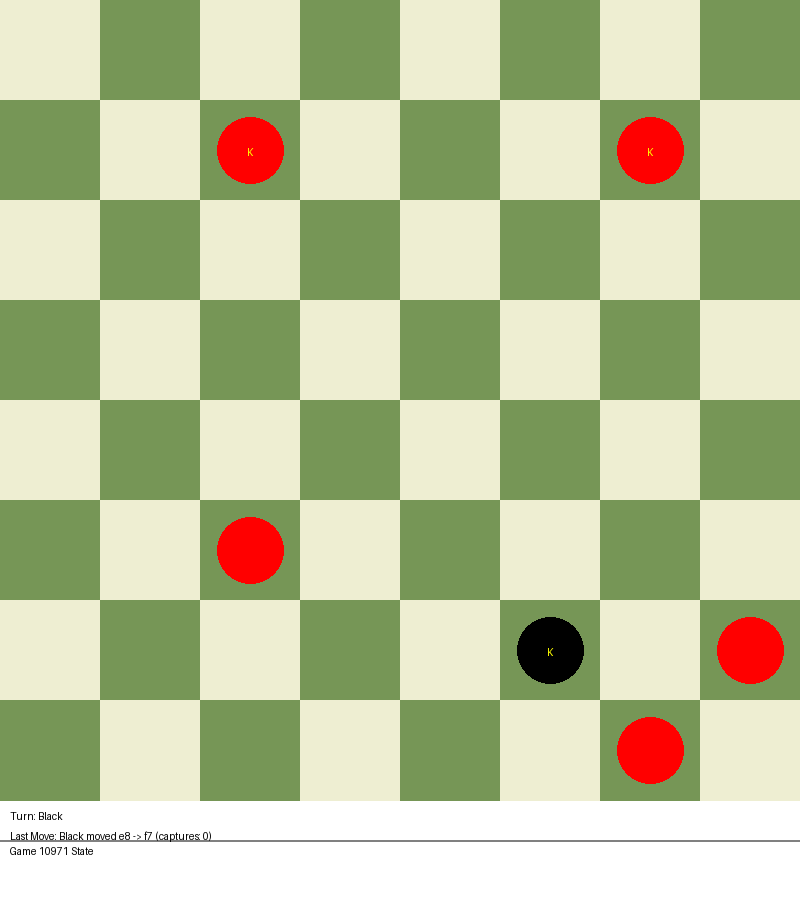 K
K
K
Turn: Black
Last Move: Black moved e8 -> f7 (captures: 0)
Game 10971 State